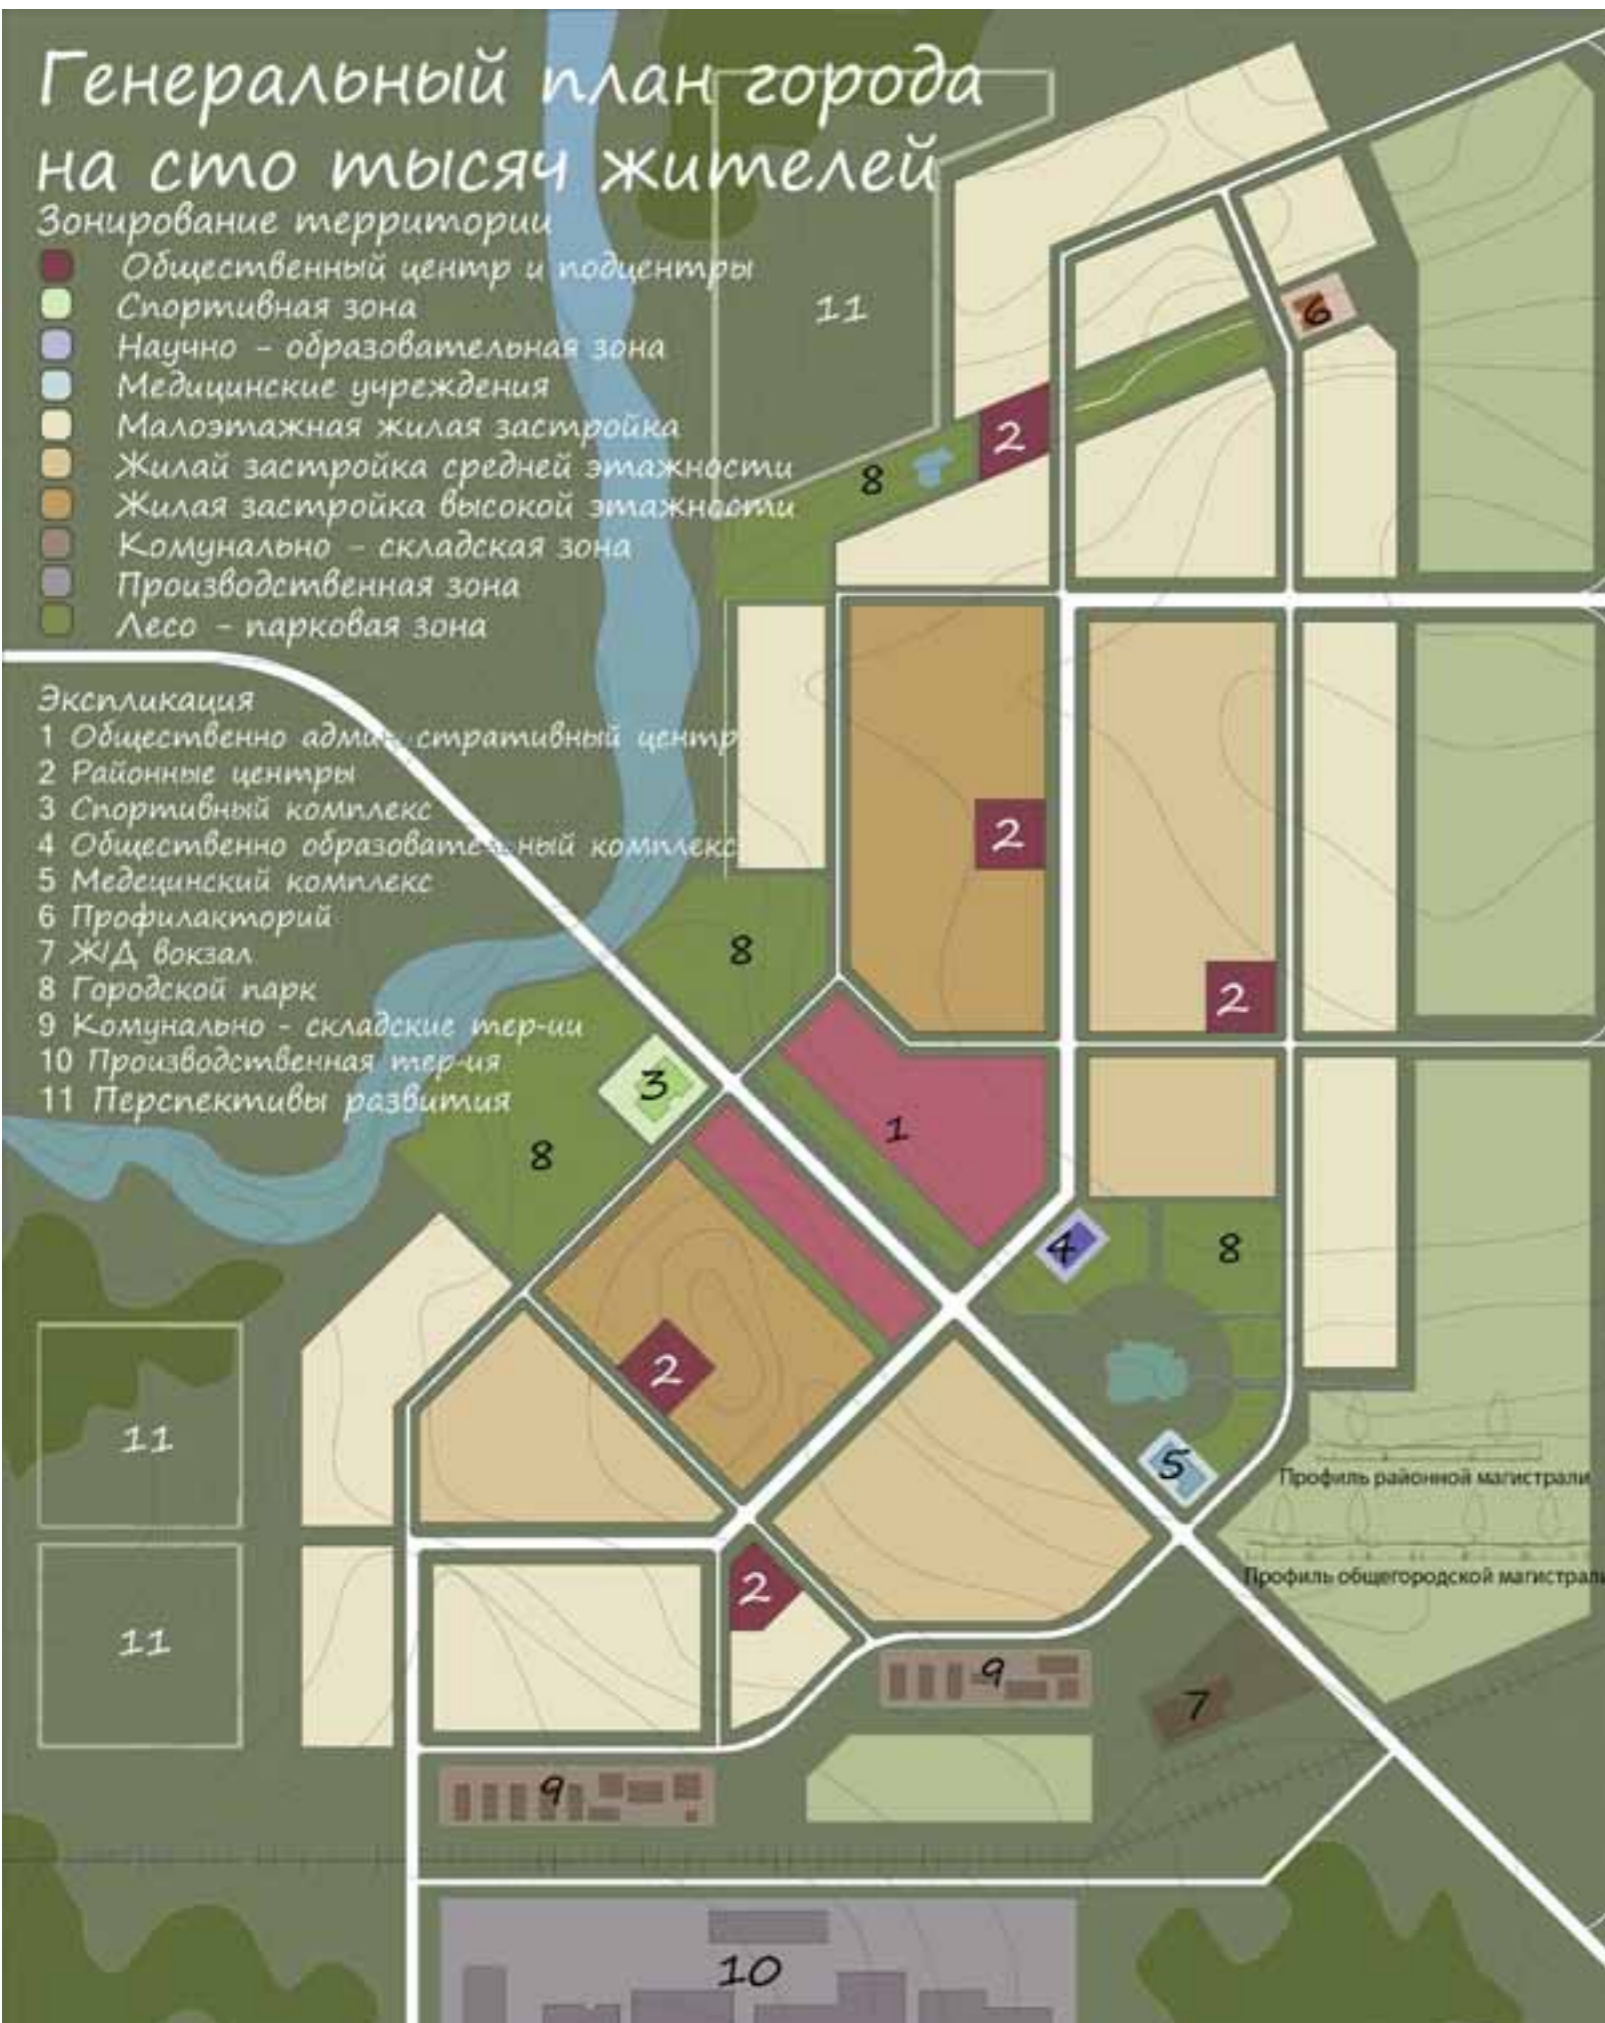 Генеральный план города
на сто тысяч жителей
Зонирование территории
Общественный центр и подцентры
Спортивная зона
Научно - образовательная зона
Медицинские учреждения
Малоэтажная жилая застройка
Жилай застройка средней этажности
Жилая застройка высокой этажности
Комунально - складская зона
Производственная зона
Лесо - парковая зона
Экспликация
1 Общественно административный центр
2 Районные центры
3 Спортивный комплекс
4 Общественно образовательный комплекс
5 Медецинский комплекс
6 Профилакторий
7 Ж/Д вокзал
8 Городской парк
9 Комунально - складские тер-ии
10 Производственная тер-ия
11 Перспективы развития
11
6
2
8
2
8
2
3
1
8
4
8
2
11
5
Профиль районной магистрали
Профиль общегородской магистрали
2
11
9
7
9
10